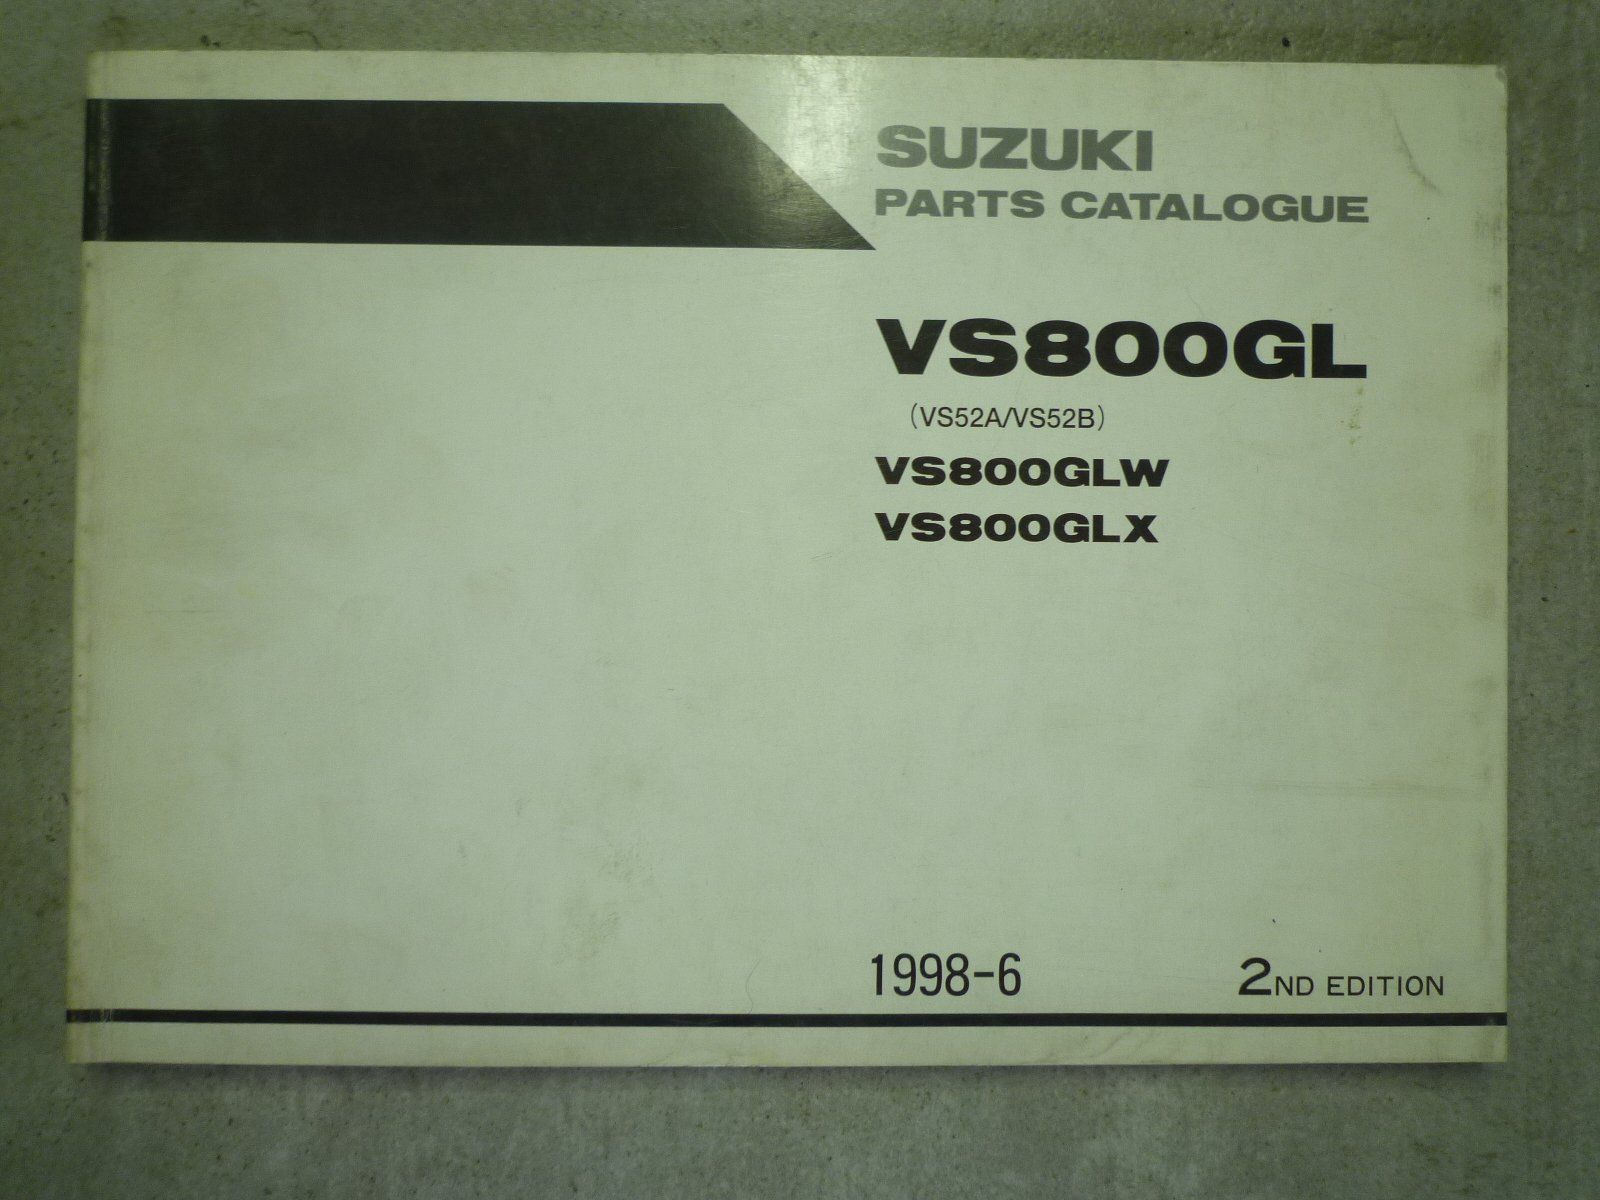 SUZUKI
PARTS CATALOGUE
VS800GL
(VS52A/VS52B)
VS800GLW
VS800GLX
1998-6 2ND EDITION